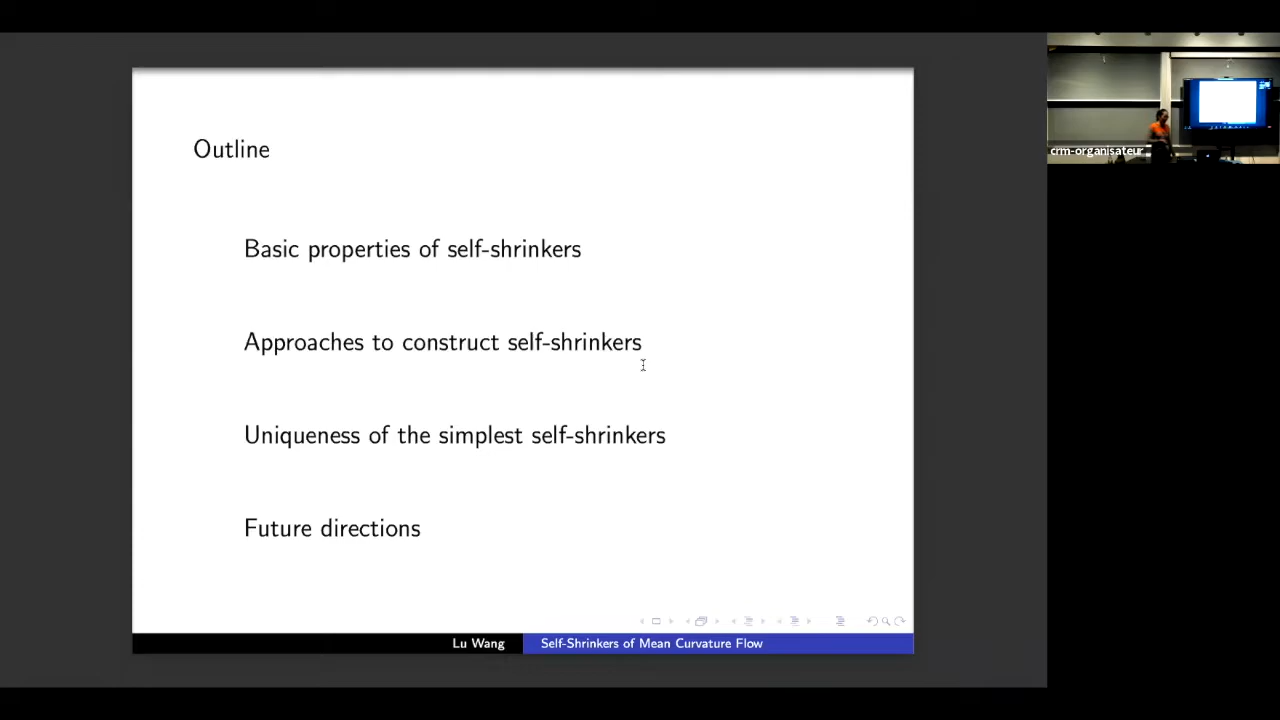 Outline
Basic properties of self-shrinkers
Approaches to construct self-shrinkers
Uniqueness of the simplest self-shrinkers
Future directions
Lu Wang
Self-Shrinkers of Mean Curvature Flow
crm-organisateur